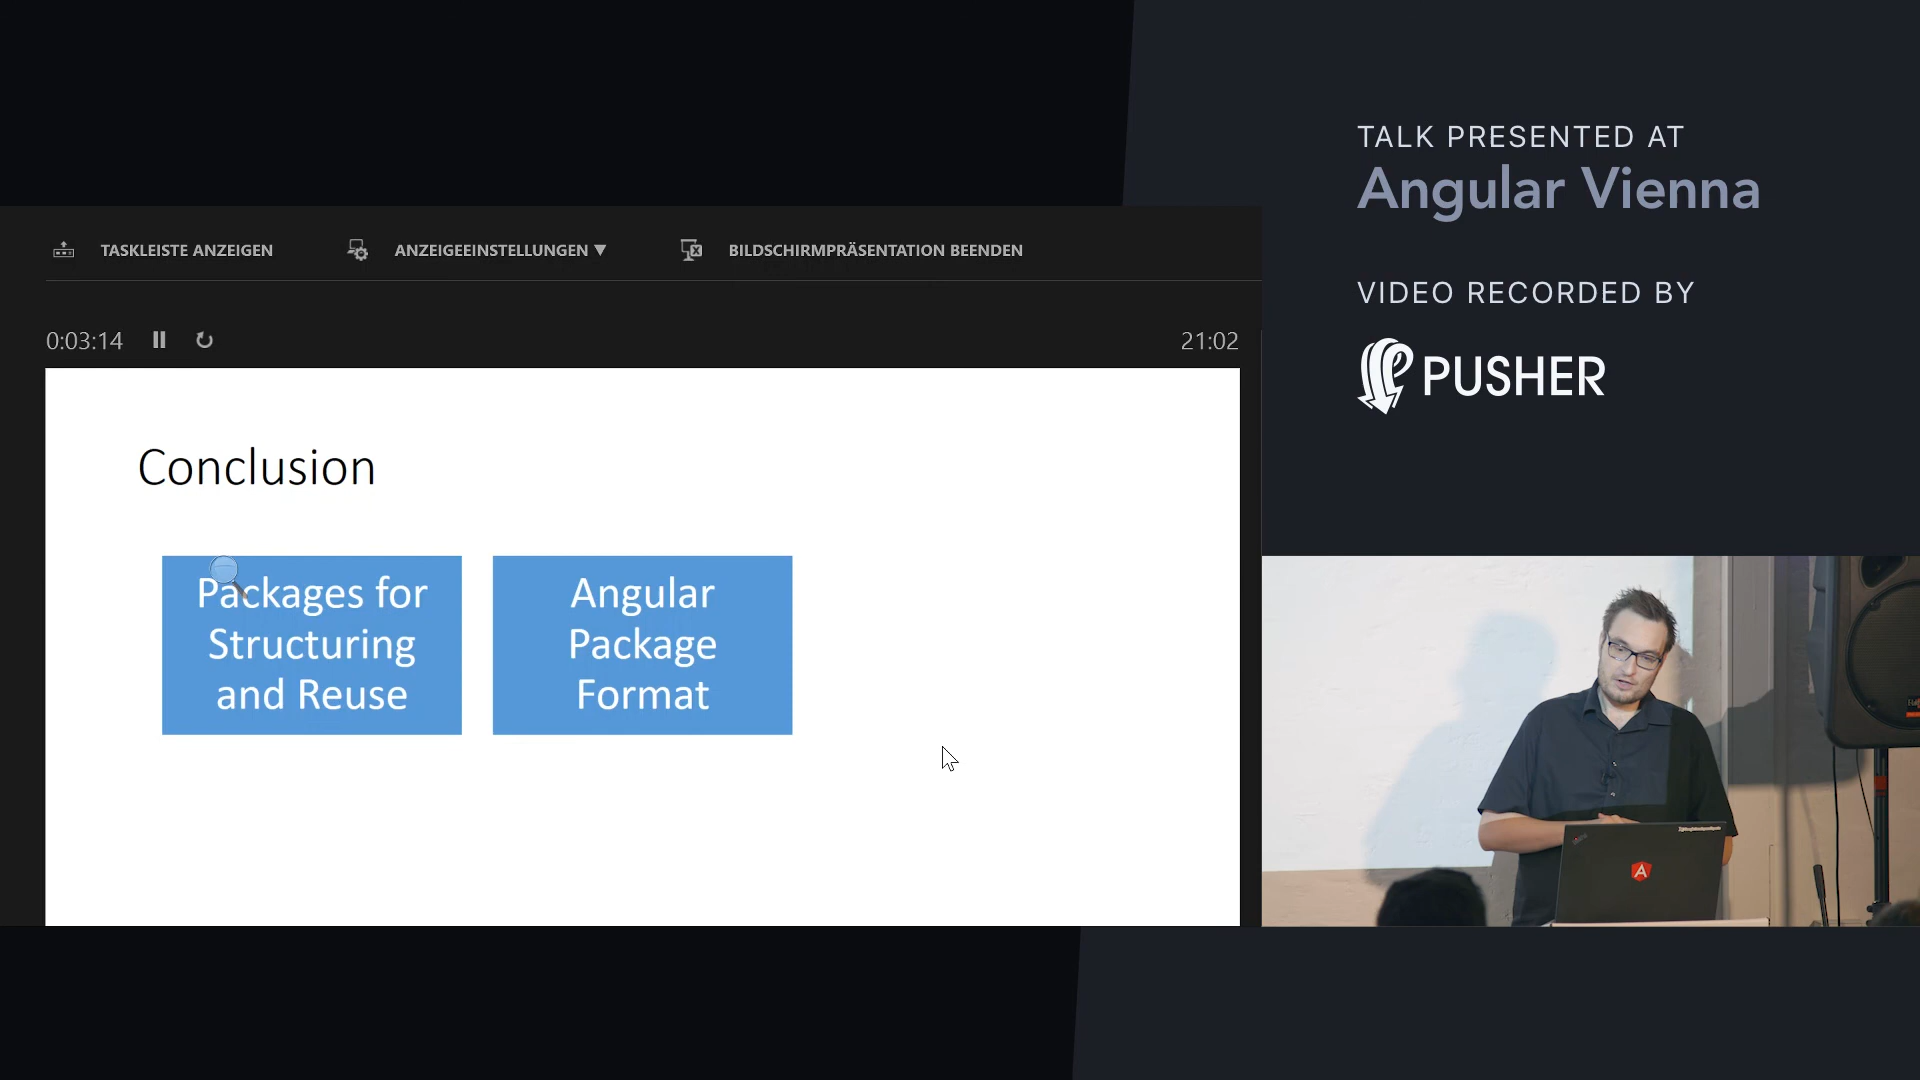 TALK PRESENTED AT
Angular Vienna
VIDEO RECORDED BY
PUSHER
TASKLEISTE ANZEIGEN
ANZEIGEEINSTELLUNGEN ▼
BILDSCHIRMPRÄSENTATION BEENDEN
0:03:14
21:02
Conclusion
Packages for
Structuring
and Reuse
Angular
Package
Format